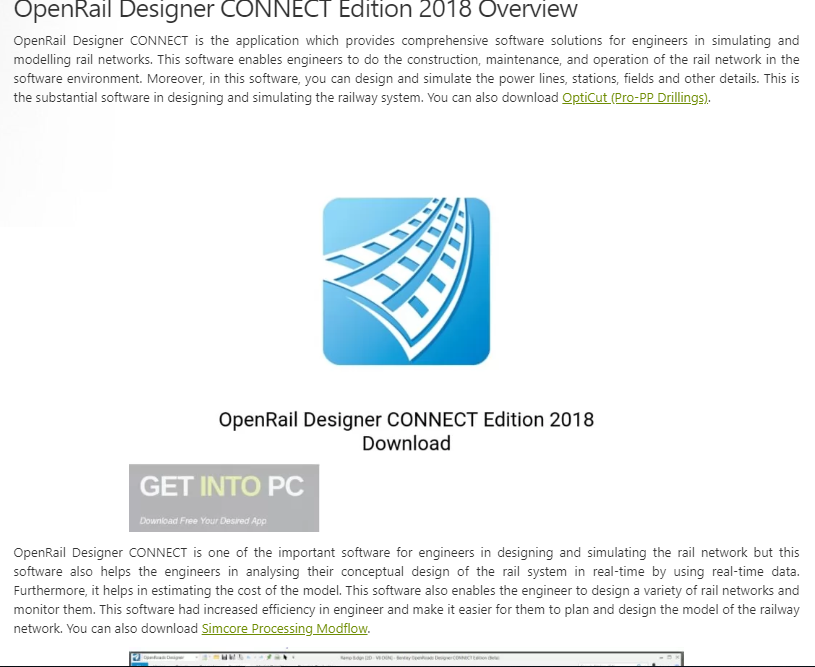 OpenRail Designer CONNECT Edition 2018 Overview
OpenRail Designer CONNECT is the application which provides comprehensive software solutions for engineers in simulating and
modelling rail networks. This software enables engineers to do the construction, maintenance, and operation of the rail network in the
software environment. Moreover, in this software, you can design and simulate the power lines, stations, fields and other details. This is
the substantial software in designing and simulating the railway system. You can also download OptiCut (Pro-PP Drillings).
OpenRail Designer CONNECT Edition 2018
Download
GET INTO PC
Download Free Your Desired App
OpenRail Designer CONNECT is one of the important software for engineers in designing and simulating the rail network but this
software also helps the engineers in analysing their conceptual design of the rail system in real-time by using real-time data.
Furthermore, it helps in estimating the cost of the model. This software also enables the engineer to design a variety of rail networks and
monitor them. This software had increased efficiency in engineer and make it easier for them to plan and design the model of the railway
network. You can also download Simcore Processing Modflow.